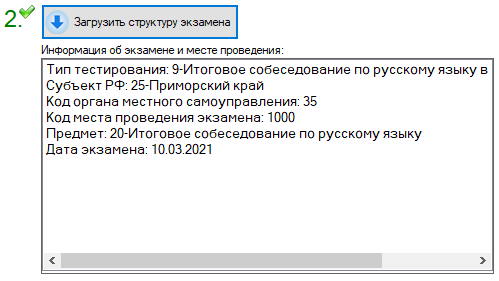 2. Загрузить структуру экзамена
Информация об экзамене и месте проведения:
Тип тестирования: 9-Итоговое собеседование по русскому языку в
Субъект РФ: 25-Приморский край
Код органа местного самоуправления: 35
Код места проведения экзамена: 1000
Предмет: 20-Итоговое собеседование по русскому языку
Дата экзамена: 10.03.2021